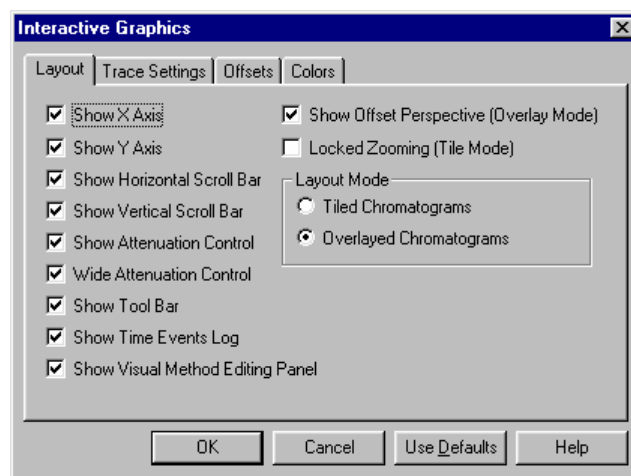 Interactive Graphics
Layout Trace Settings Offsets Colors
Show X Axis
Show Y Axis
Show Horizontal Scroll Bar
Show Vertical Scroll Bar
Show Attenuation Control
Wide Attenuation Control
Show Tool Bar
Show Time Events Log
Show Visual Method Editing Panel
Show Offset Perspective (Overlay Mode)
Locked Zooming (Tile Mode)
Layout Mode
Tiled Chromatograms
Overlayed Chromatograms
OK Cancel Use Defaults Help